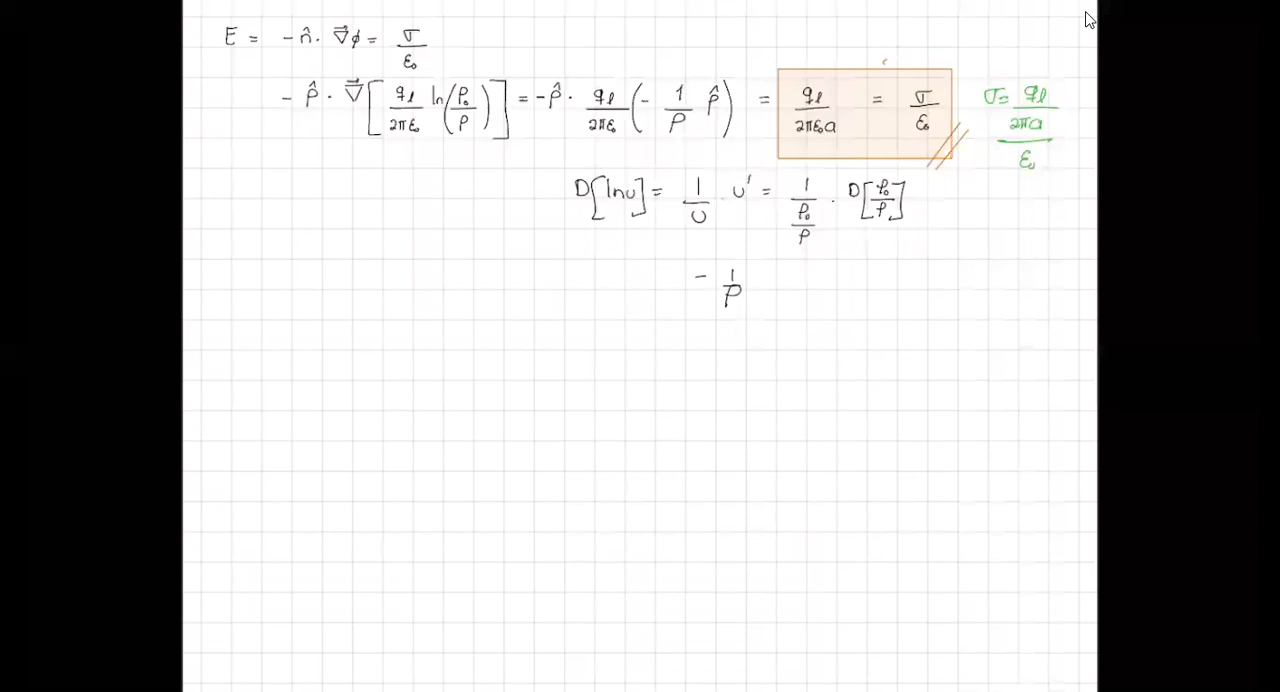 E = -n̂ · ∇⃗φ = σ/ε₀
-ρ̂ · ∇⃗[qℓ/2πε₀ ln(ρ₀/ρ)] = -ρ̂ · qℓ/2πε₀ (-1/ρ ρ̂) = qℓ/2πε₀a = σ/ε₀ σ = qℓ/2πa/ε₀
D[ln u] = 1/u · u' = 1/(ρ₀/ρ) · D[ρ₀/ρ]
- 1/ρ